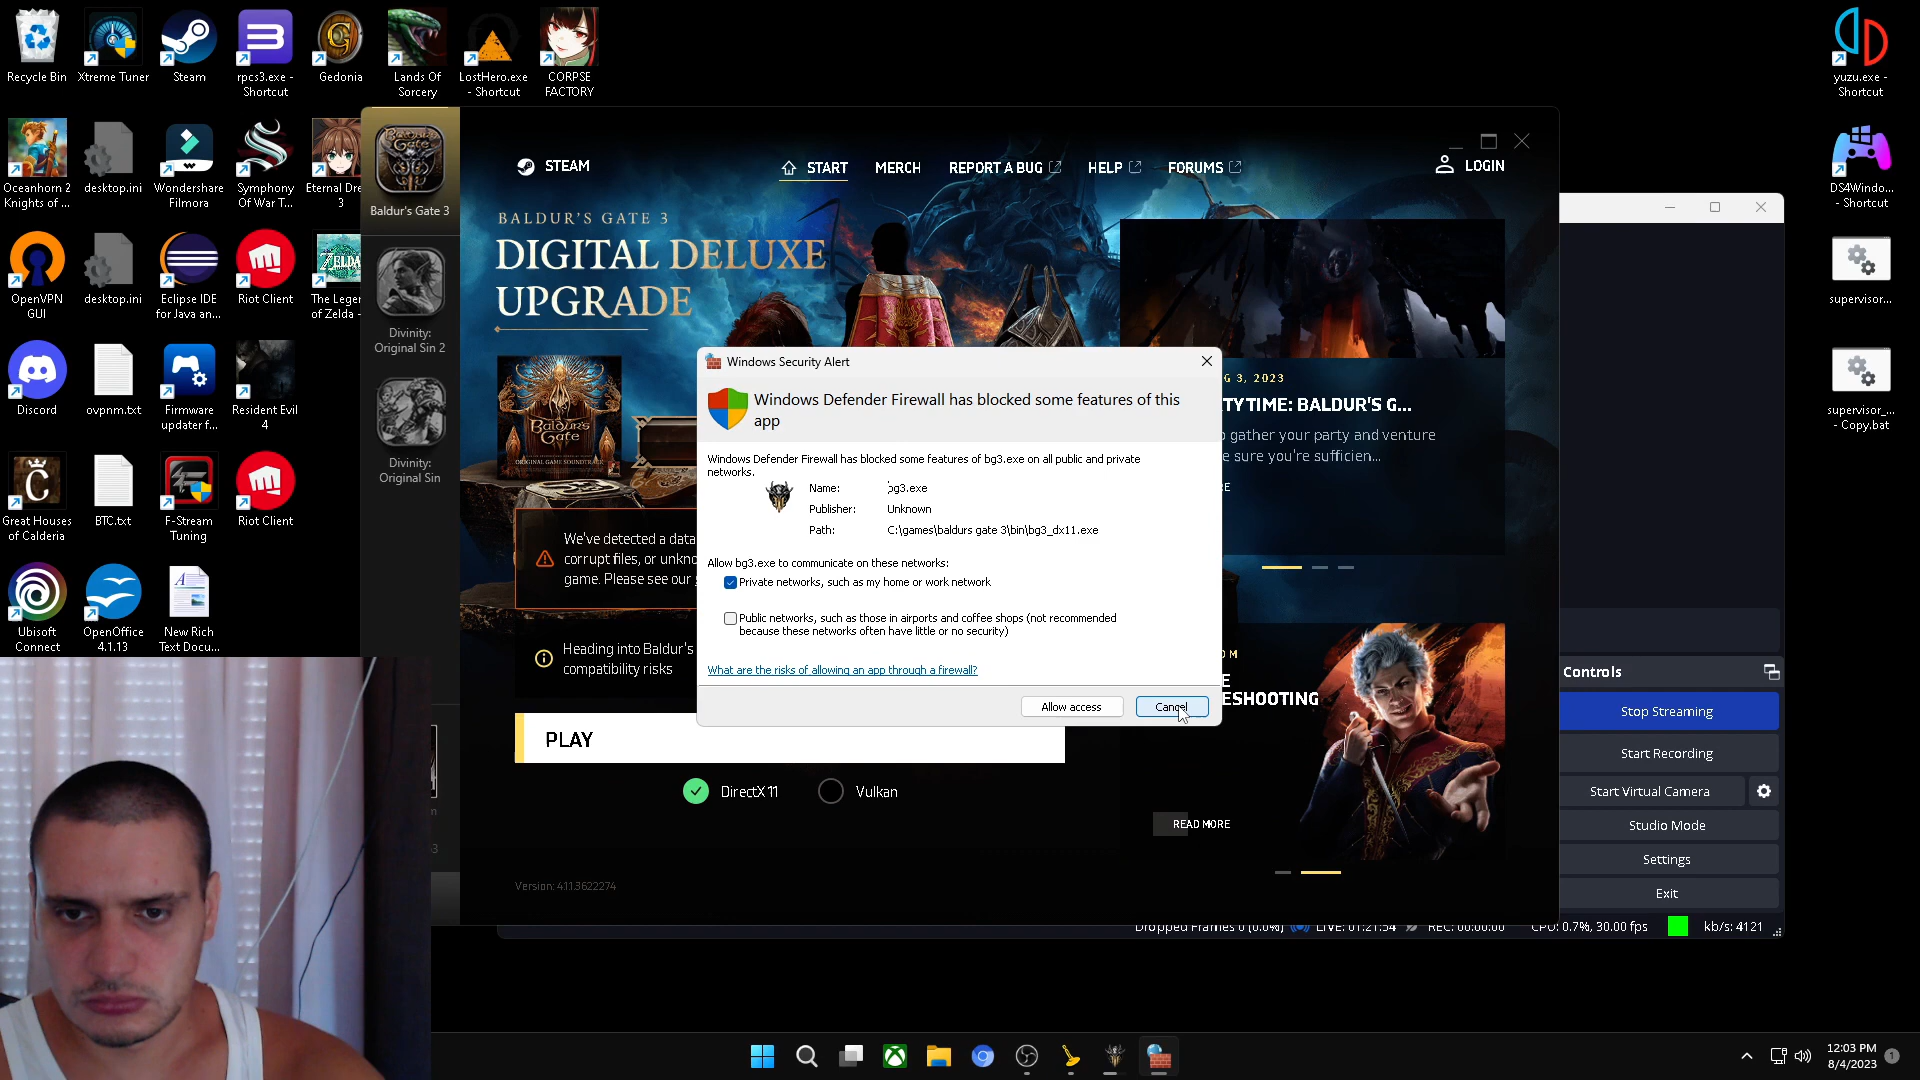 Recycle Bin
Xtreme Tuner
Steam
rpcs3.exe -
Shortcut
Gedonia
Lands Of
Sorcery
LostHero.exe
- Shortcut
CORPSE
FACTORY
yuzu.exe -
Shortcut
Oceanhorn 2
Knights of ...
desktop.ini
Wondershare
Filmora
Symphony
Of War T...
Eternal Dre
3
DS4Windo...
- Shortcut
OpenVPN
GUI
desktop.ini
Eclipse IDE
for Java an...
Riot Client
The Leger
of Zelda -
supervisor...
Discord
ovpnm.txt
Firmware
updater f...
Resident Evil
4
supervisor_...
- Copy.bat
Great Houses
of Calderia
BTC.txt
F-Stream
Tuning
Riot Client
Ubisoft
Connect
OpenOffice
4.1.13
New Rich
Text Docu...
Baldur's Gate 3
Divinity:
Original Sin 2
Divinity:
Original Sin
STEAM
START
MERCH
REPORT A BUG
HELP
FORUMS
LOGIN
BALDUR'S GATE 3
DIGITAL DELUXE
UPGRADE
Baldur's
Gate
ORIGINAL GAME SOUNDTRACK
G 3, 2023
TYTIME: BALDUR'S G...
gather your party and venture
e sure you're sufficien...
RE
We've detected a data
corrupt files, or unkno
game. Please see our
Heading into Baldur's
compatibility risks
Windows Security Alert
Windows Defender Firewall has blocked some features of this
app
Windows Defender Firewall has blocked some features of bg3.exe on all public and private
networks.
Name: bg3.exe
Publisher: Unknown
Path: C:\games\baldurs gate 3\bin\bg3_dx11.exe
Allow bg3.exe to communicate on these networks:
Private networks, such as my home or work network
Public networks, such as those in airports and coffee shops (not recommended
because these networks often have little or no security)
What are the risks of allowing an app through a firewall?
Allow access
Cancel
OM
E
ESHOOTING
READ MORE
PLAY
DirectX 11
Vulkan
Version: 4.1.1.3622274
Controls
Stop Streaming
Start Recording
Start Virtual Camera
Studio Mode
Settings
Exit
Dropped Frames 0 (0.0%)
LIVE: 01:21:54
REC: 00:00:00
CPU: 0.7%, 30.00 fps
kb/s: 4121
12:03 PM
8/4/2023
1